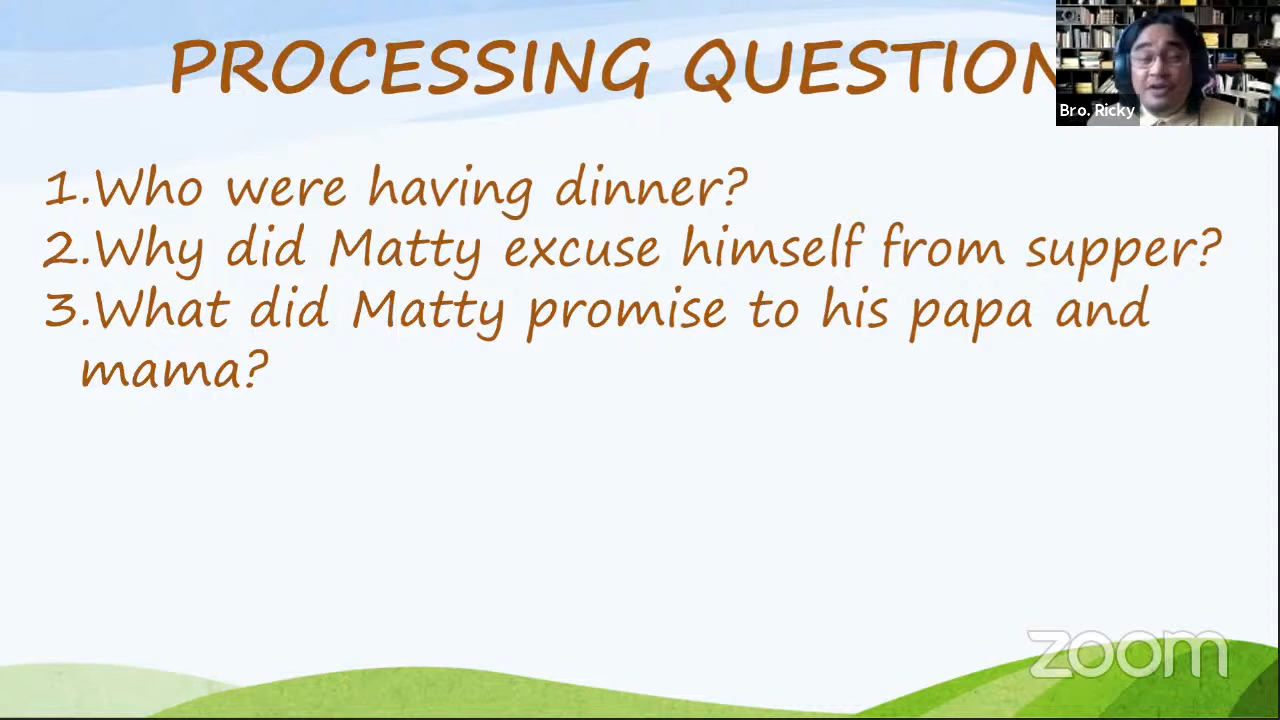 PROCESSING QUESTION
Bro. Ricky
1.Who were having dinner?
2.Why did Matty excuse himself from supper?
3.What did Matty promise to his papa and
mama?
zoom